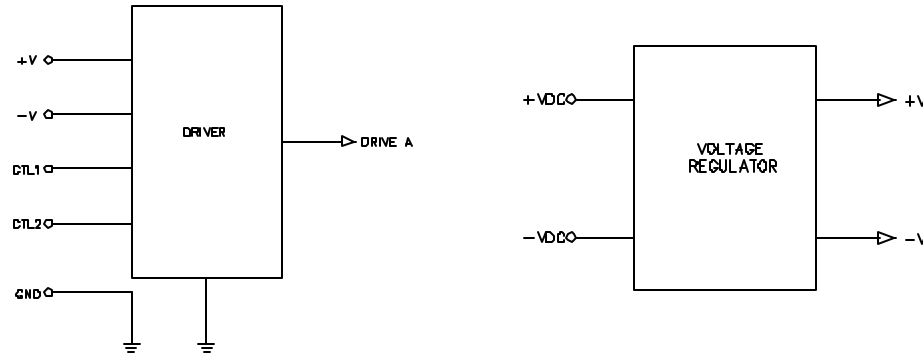 +V
-V
CTL1
CTL2
GND
DRIVER
DRIVE A
+VDC
-VDC
VOLTAGE
REGULATOR
+V
-V